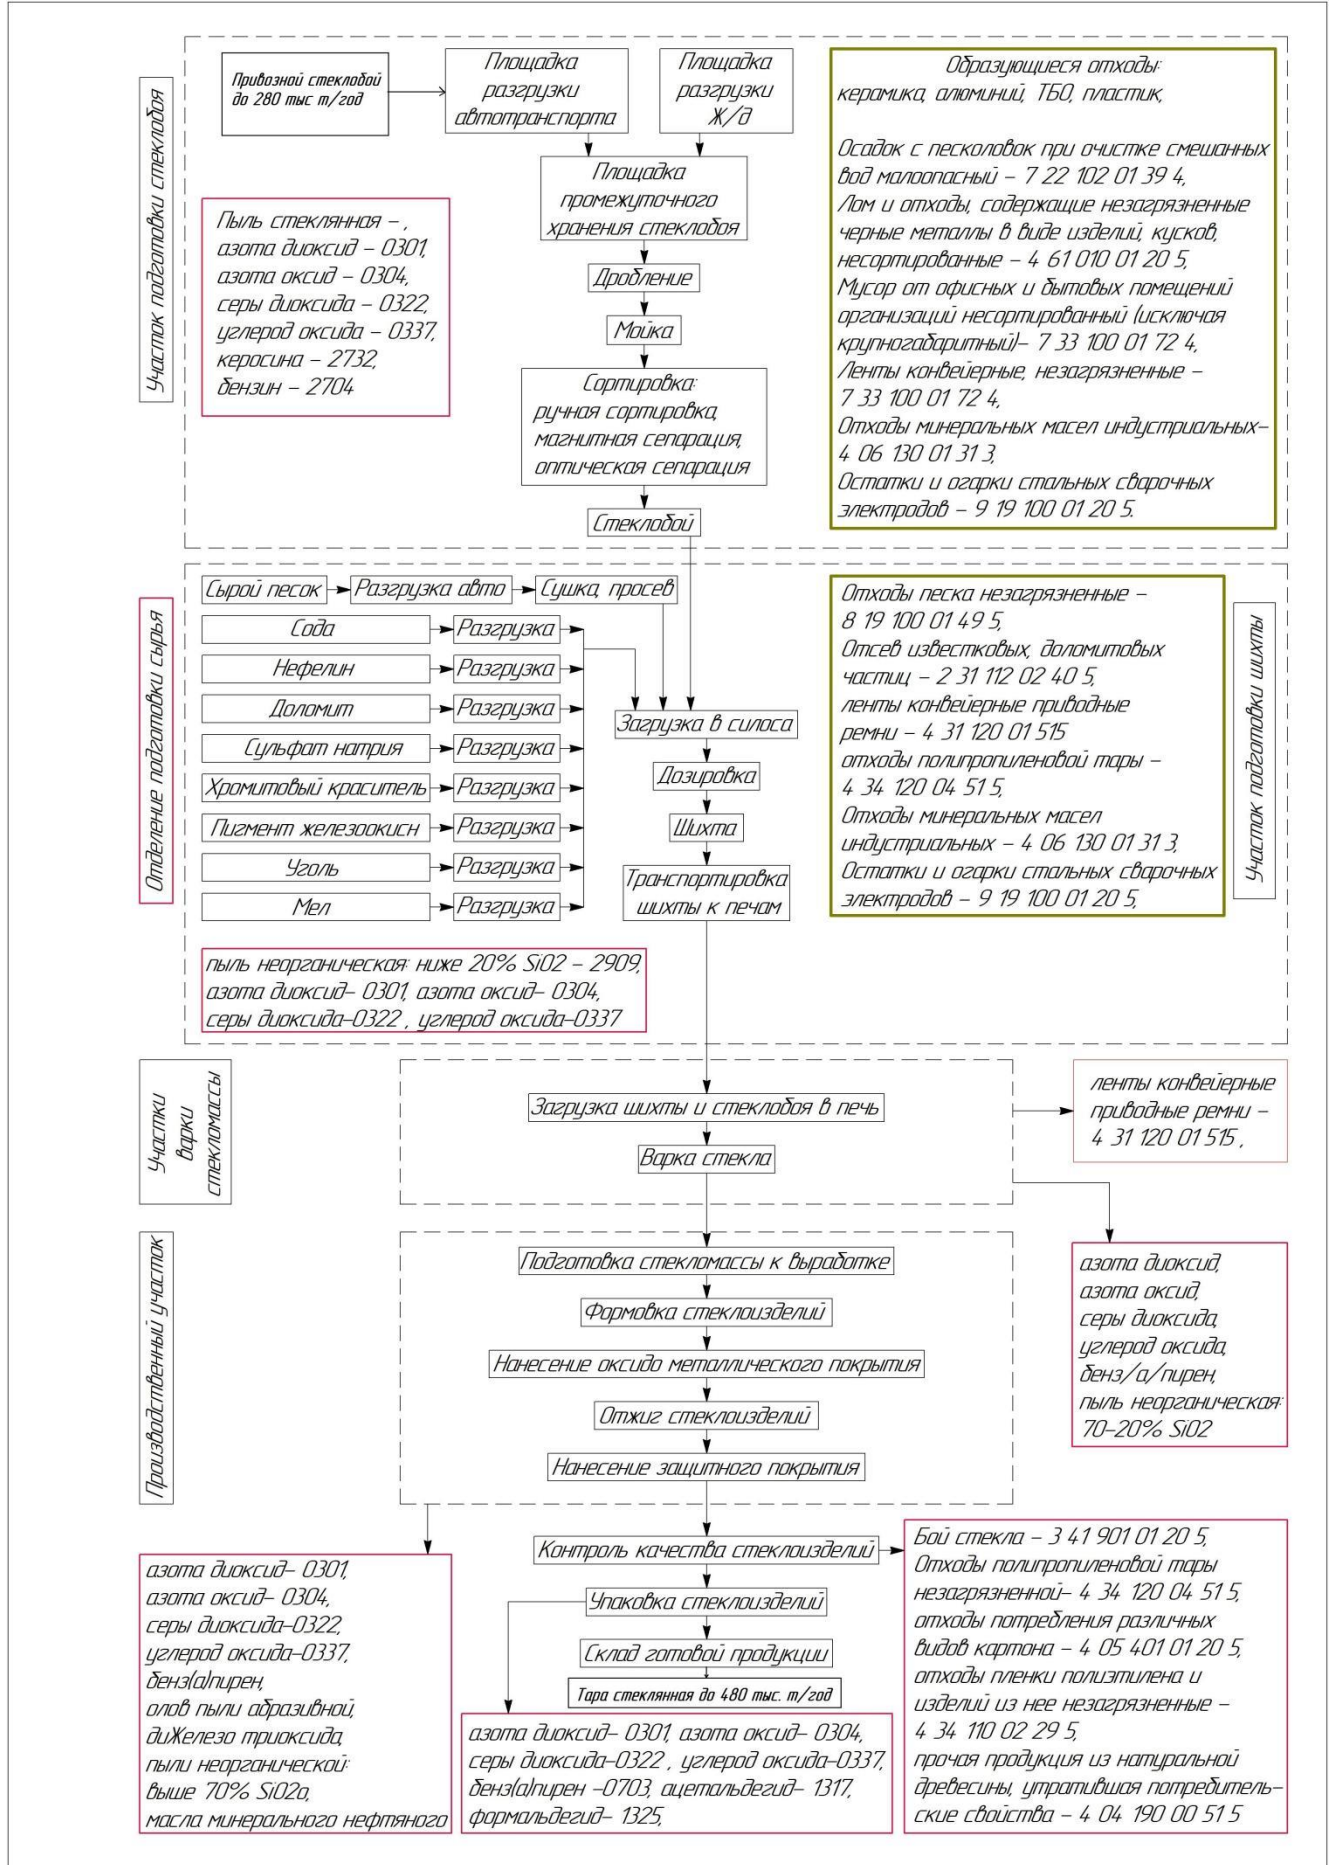 Участок подготовки стеклобоя
Привозной стеклобой
до 280 тыс т/год
Площадка
разгрузки
автотранспорта
Площадка
разгрузки
Ж/д
Площадка
промежуточного
хранения стеклобоя
Дробление
Мойка
Сортировка:
ручная сортировка,
магнитная сепарация,
оптическая сепарация
Стеклобой
Пыль стеклянная – ,
азота диоксид – 0301,
азота оксид – 0304,
серы диоксида – 0322,
углерод оксида – 0337,
керосина – 2732,
бензин – 2704
Образующиеся отходы:
керамика, алюминий, ТБО, пластик,
Осадок с песколовок при очистке смешанных
вод малоопасный – 7 22 102 01 39 4,
Лом и отходы, содержащие незагрязненные
черные металлы в виде изделий, кусков,
несортированные – 4 61 010 01 20 5,
Мусор от офисных и бытовых помещений
организаций несортированный (исключая
крупногабаритный)– 7 33 100 01 72 4,
Ленты конвейерные, незагрязненные –
7 33 100 01 72 4,
Отходы минеральных масел индустриальных–
4 06 130 01 31 3,
Остатки и огарки стальных сварочных
электродов – 9 19 100 01 20 5.
Отделение подготовки сырья
Сырой песок
Разгрузка авто
Сушка, просев
Сода
Разгрузка
Нефелин
Разгрузка
Доломит
Разгрузка
Сульфат натрия
Разгрузка
Хромитовый краситель
Разгрузка
Пигмент железоокисн
Разгрузка
Уголь
Разгрузка
Мел
Разгрузка
Загрузка в силоса
Дозировка
Шихта
Транспортировка
шихты к печам
Отходы песка незагрязненные –
8 19 100 01 49 5,
Отсев известковых, доломитовых
частиц – 2 31 112 02 40 5,
ленты конвейерные приводные
ремни – 4 31 120 01 515
отходы полипропиленовой тары –
4 34 120 04 51 5,
Отходы минеральных масел
индустриальных – 4 06 130 01 31 3,
Остатки и огарки стальных сварочных
электродов – 9 19 100 01 20 5,
Участок подготовки шихты
пыль неорганическая: ниже 20% SiO2 – 2909,
азота диоксид– 0301, азота оксид– 0304,
серы диоксида–0322 , углерод оксида–0337
Участки
варки
стекломассы
Загрузка шихты и стеклобоя в печь
Варка стекла
ленты конвейерные
приводные ремни –
4 31 120 01 515 ,
Производственный участок
Подготовка стекломассы к выработке
Формовка стеклоизделий
Нанесение оксидо металлического покрытия
Отжиг стеклоизделий
Нанесение защитного покрытия
азота диоксид,
азота оксид,
серы диоксида,
углерод оксида,
бенз/а/пирен,
пыль неорганическая:
70–20% SiO2
Контроль качества стеклоизделий
Упаковка стеклоизделий
Склад готовой продукции
Тара стеклянная до 480 тыс. т/год
азота диоксид– 0301,
азота оксид– 0304,
серы диоксида–0322,
углерод оксида–0337,
бенз(а)пирен,
олов пыли абразивной,
диЖелезо триоксида,
пыли неорганической:
выше 70% SiO2а,
масла минерального нефтяного
азота диоксид– 0301, азота оксид– 0304,
серы диоксида–0322 , углерод оксида–0337,
бенз(а)пирен –0703, ацетальдегид– 1317,
формальдегид– 1325,
Бой стекла – 3 41 901 01 20 5,
Отходы полипропиленовой тары
незагрязненной– 4 34 120 04 51 5,
отходы потребления различных
видов картона – 4 05 401 01 20 5,
отходы пленки полиэтилена и
изделий из нее незагрязненные –
4 34 110 02 29 5,
прочая продукция из натуральной
древесины, утратившая потребитель–
ские свойства – 4 04 190 00 51 5